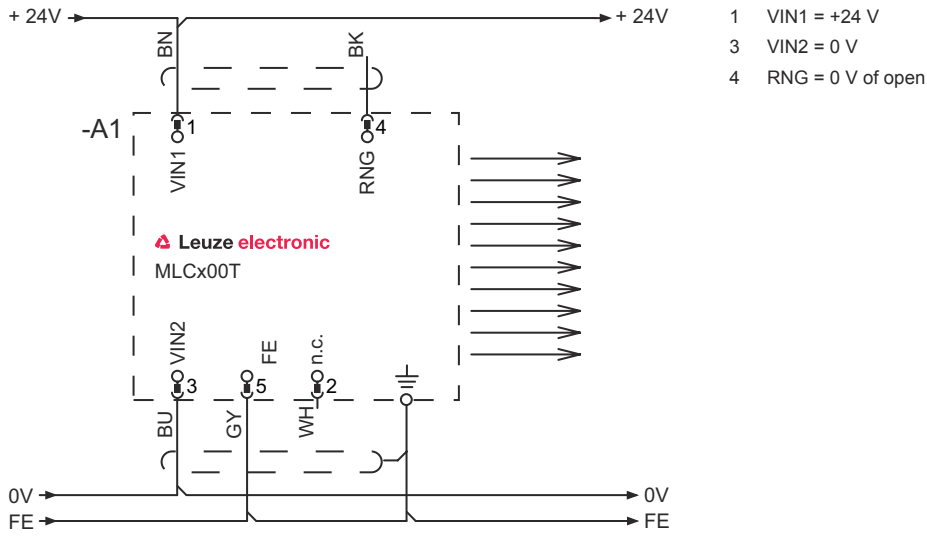 + 24V
+ 24V
1 VIN1 = +24 V
3 VIN2 = 0 V
4 RNG = 0 V of open
BN
BK
-A1
1
4
VIN1
RNG
Leuze electronic
MLCx00T
VIN2
FE
n.c.
3
5
2
BU
GY
WH
0V
0V
FE
FE